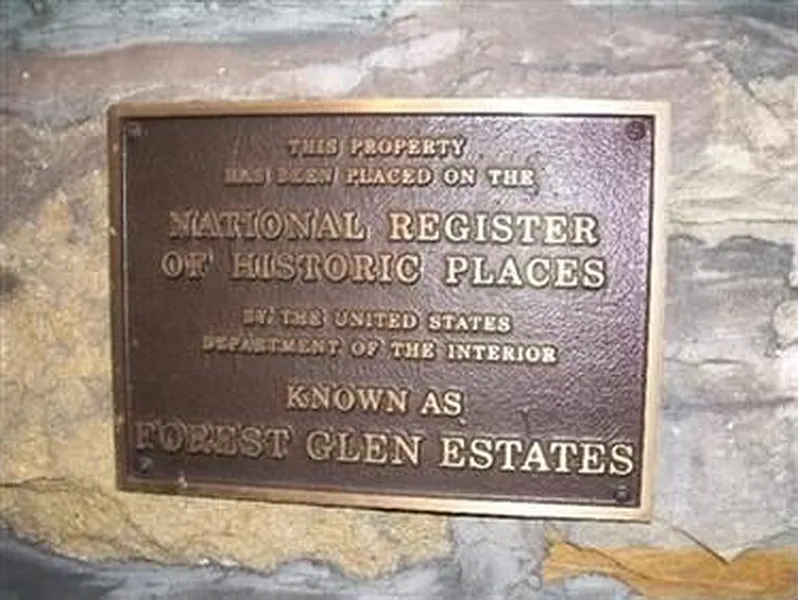 THIS PROPERTY
HAS BEEN PLACED ON THE
NATIONAL REGISTER
OF HISTORIC PLACES
BY THE UNITED STATES
DEPARTMENT OF THE INTERIOR
KNOWN AS
FOREST GLEN ESTATES